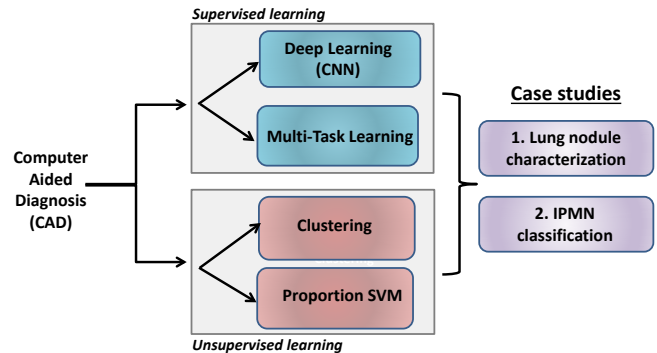 Supervised learning
Deep Learning
(CNN)
Multi-Task Learning
Computer
Aided
Diagnosis
(CAD)
Clustering
Proportion SVM
Unsupervised learning
Case studies
1. Lung nodule
characterization
2. IPMN
classification